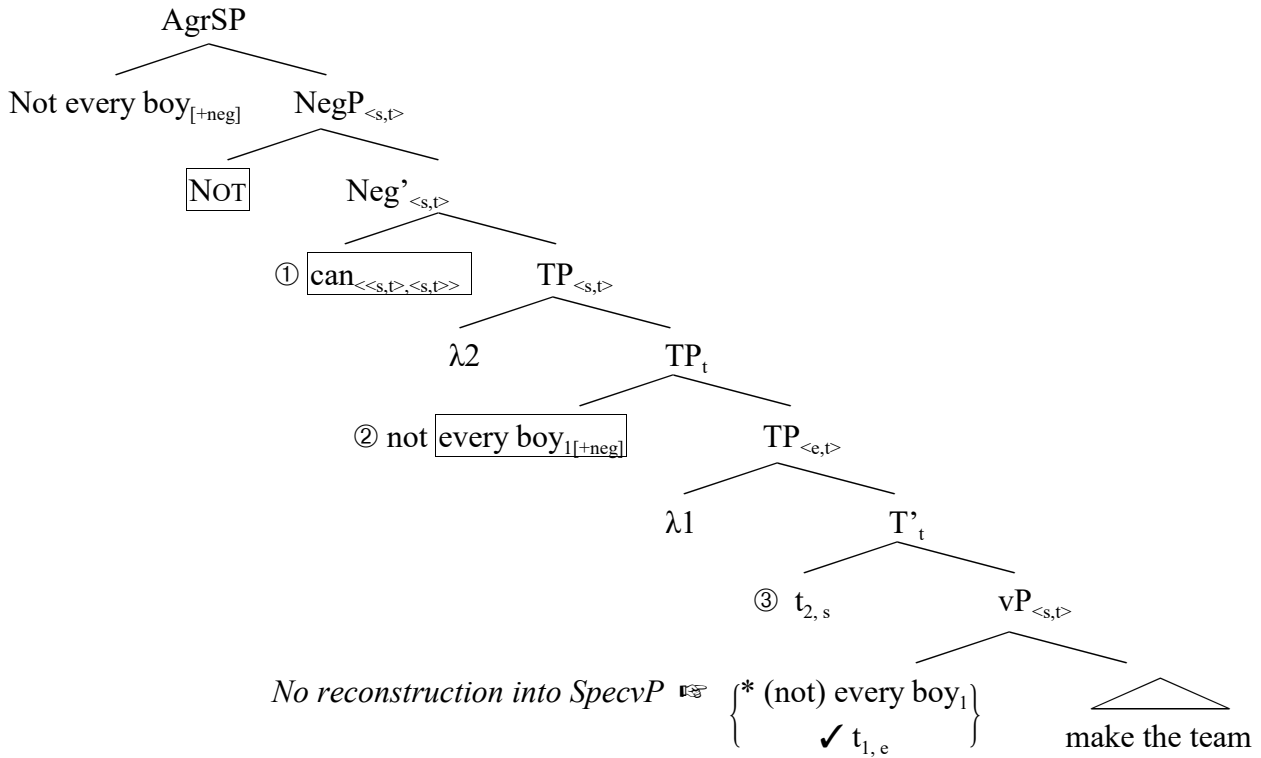 AgrSP
Not every boy[+neg] NegP<s,t>
NOT Neg’<s,t>
① can<<s,t>,<s,t>> TP<s,t>
λ2 TPt
② not every boy1[+neg] TP<e,t>
λ1 T’t
③ t2, s vP<s,t>
No reconstruction into SpecvP ☞ * (not) every boy1
✓ t1, e make the team